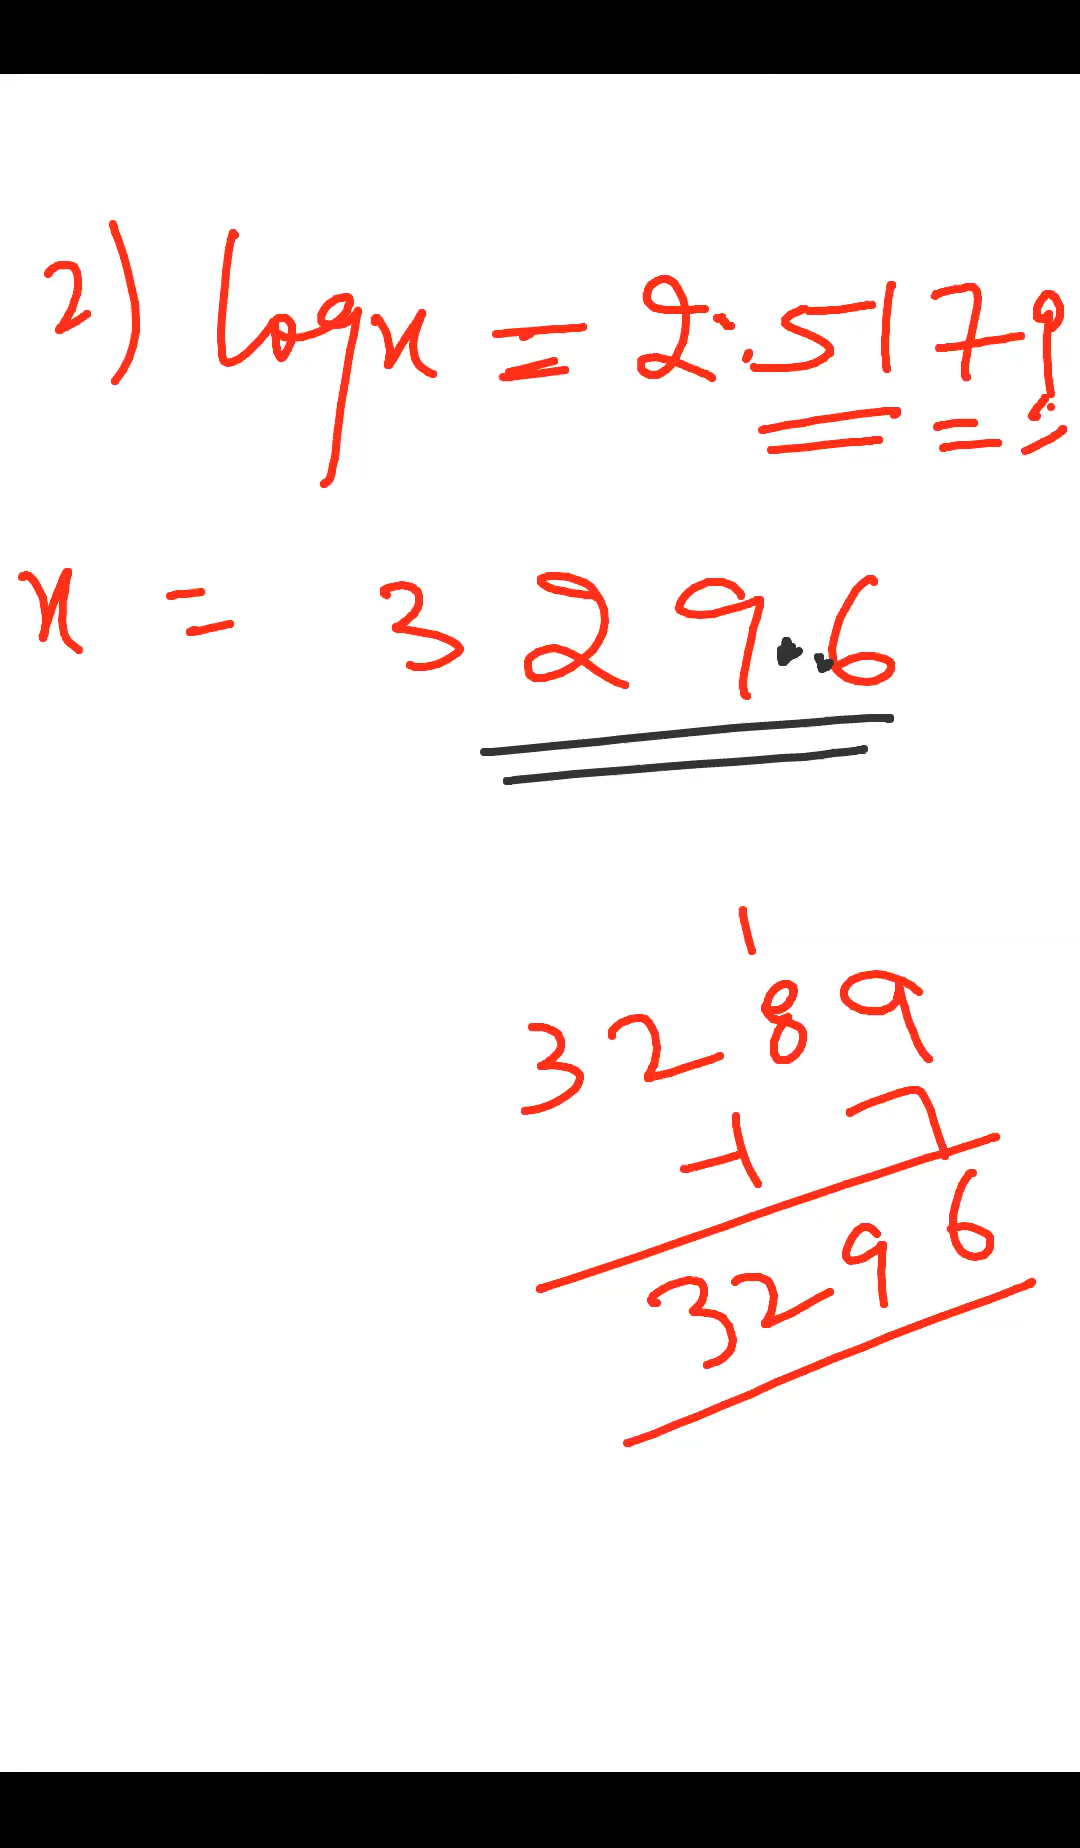 2) log x = 2.5179
x = 329.6
1
3289
+ 7
3296